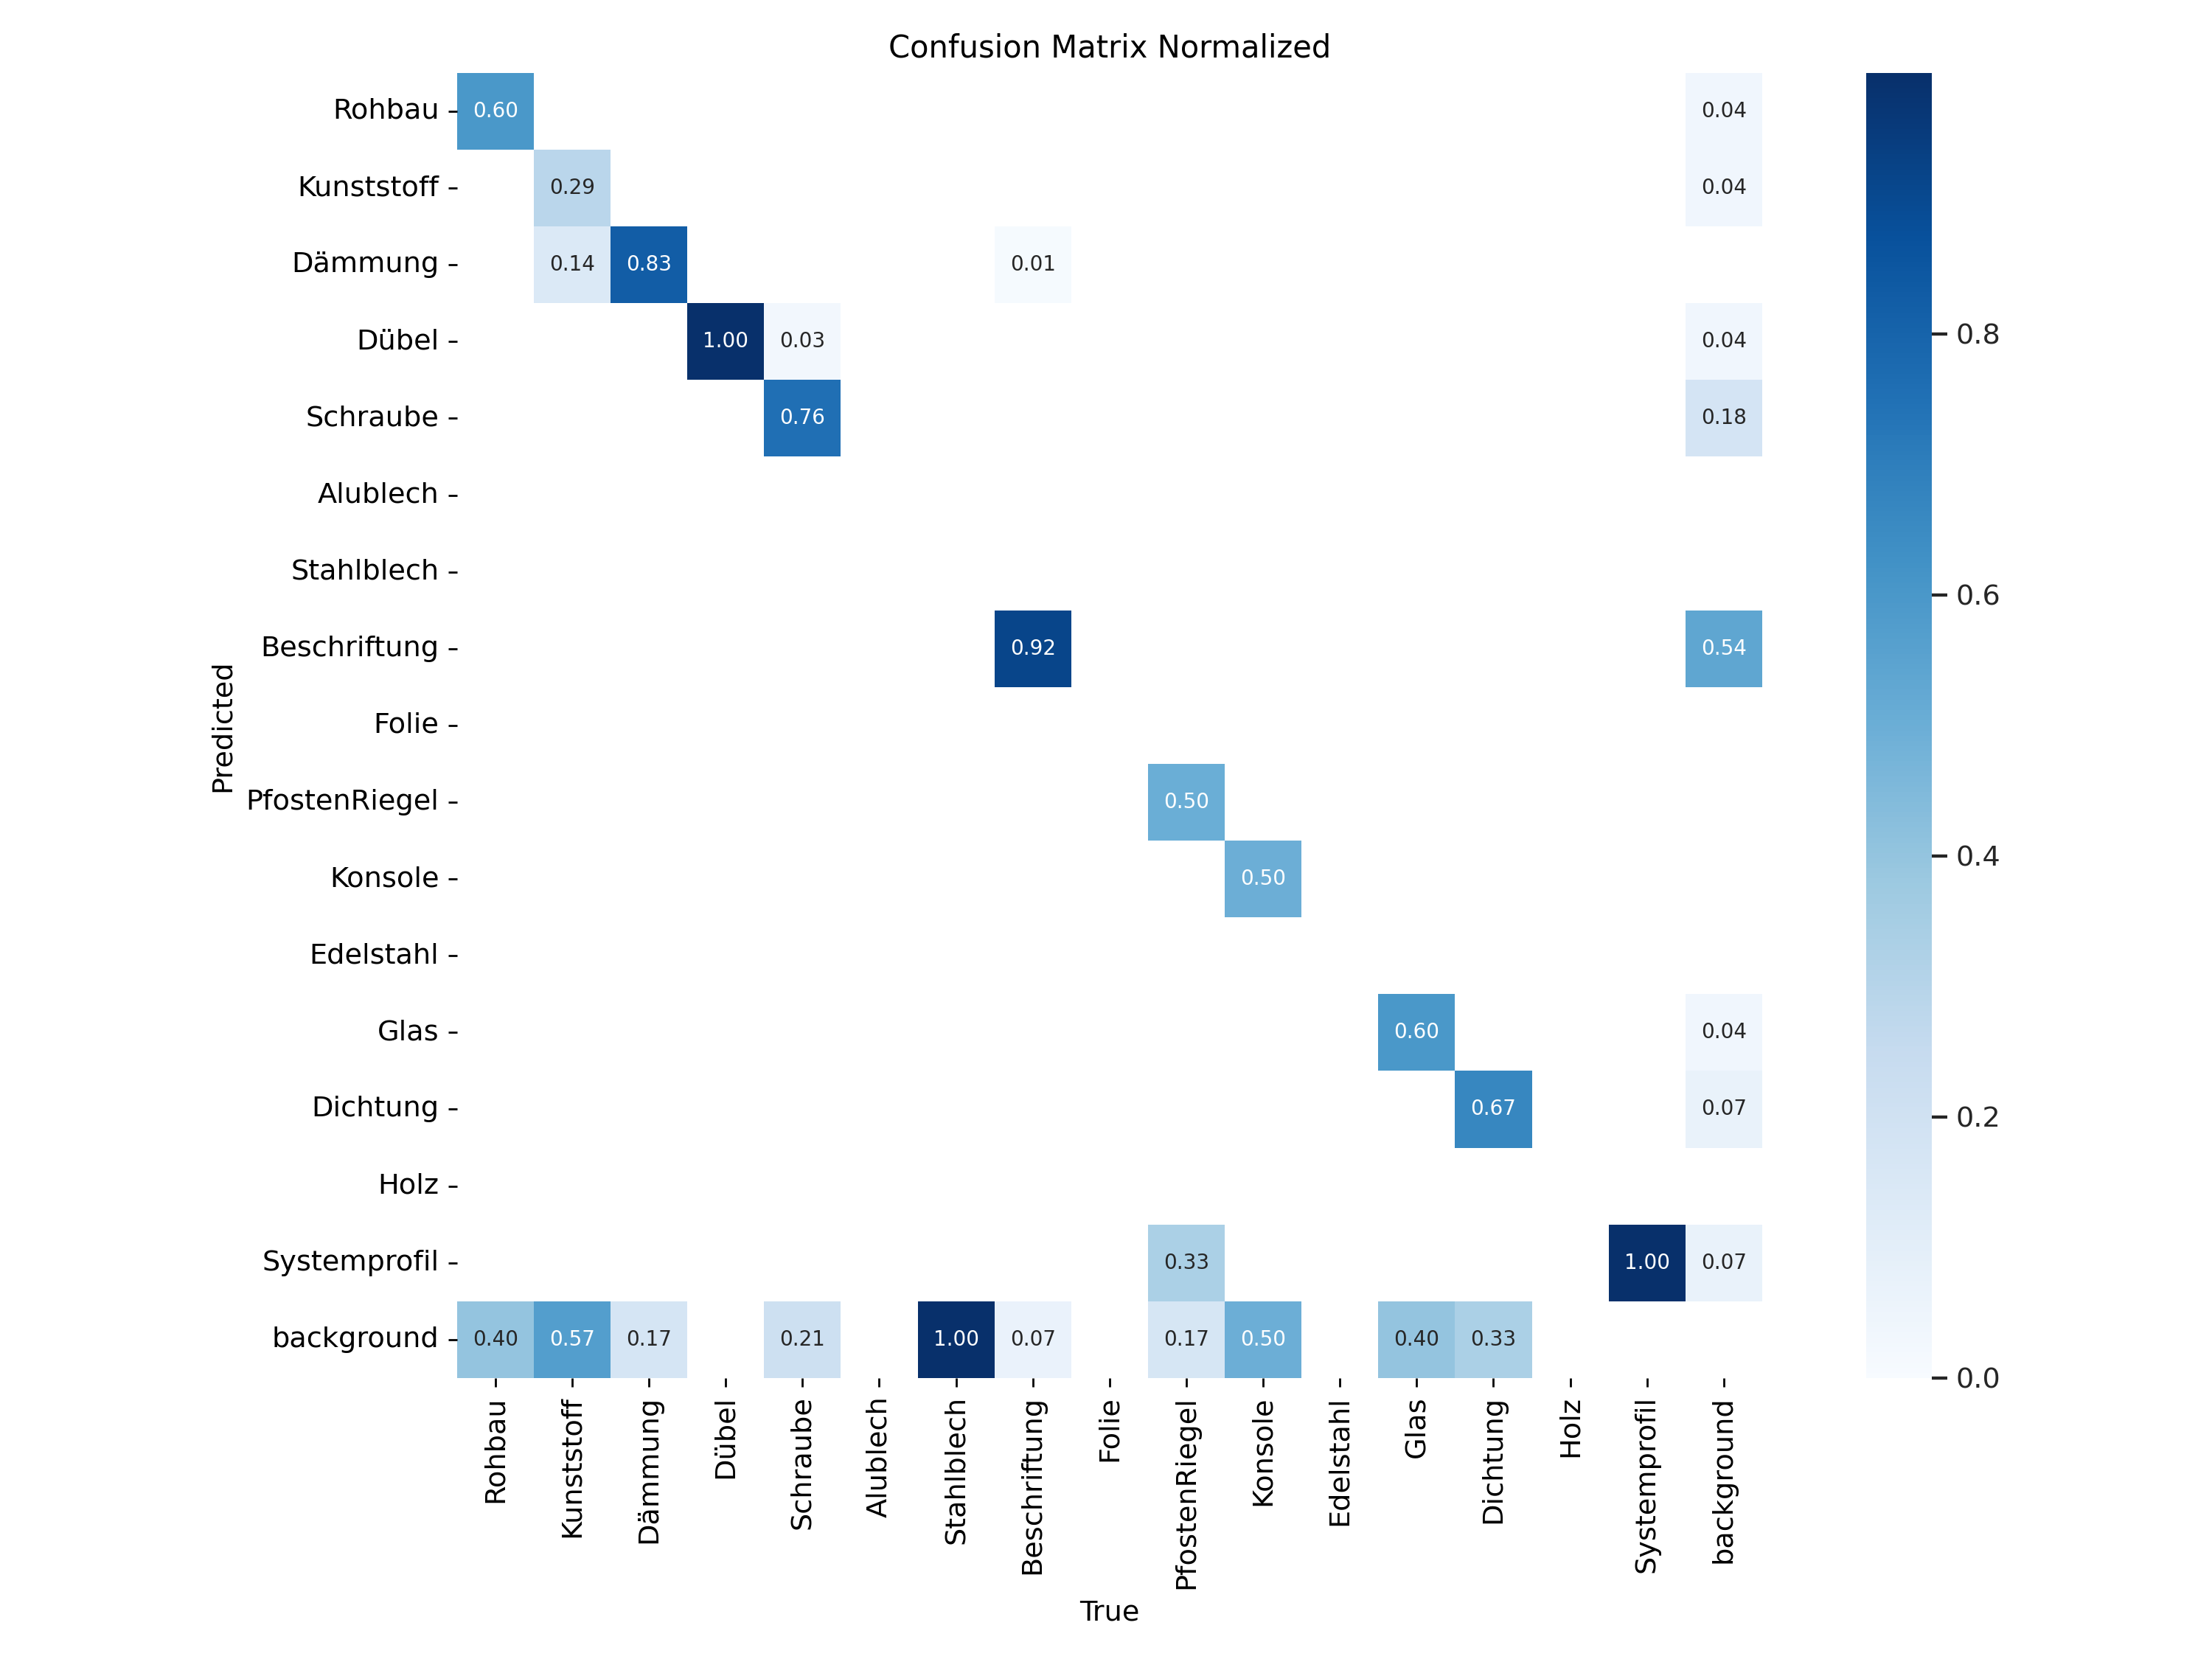 Confusion Matrix Normalized
Rohbau 0.60 0.04
Kunststoff 0.29 0.04
Dämmung 0.14 0.83 0.01
Dübel 1.00 0.03 0.04
Schraube 0.76 0.18
Alublech
Stahlblech
Beschriftung 0.92 0.54
Folie
PfostenRiegel 0.50
Konsole 0.50
Edelstahl
Glas 0.60 0.04
Dichtung 0.67 0.07
Holz
Systemprofil 0.33 1.00 0.07
background 0.40 0.57 0.17 0.21 1.00 0.07 0.17 0.50 0.40 0.33
Predicted
Rohbau Kunststoff Dämmung Dübel Schraube Alublech Stahlblech Beschriftung Folie PfostenRiegel Konsole Edelstahl Glas Dichtung Holz Systemprofil background
True
0.8
0.6
0.4
0.2
0.0